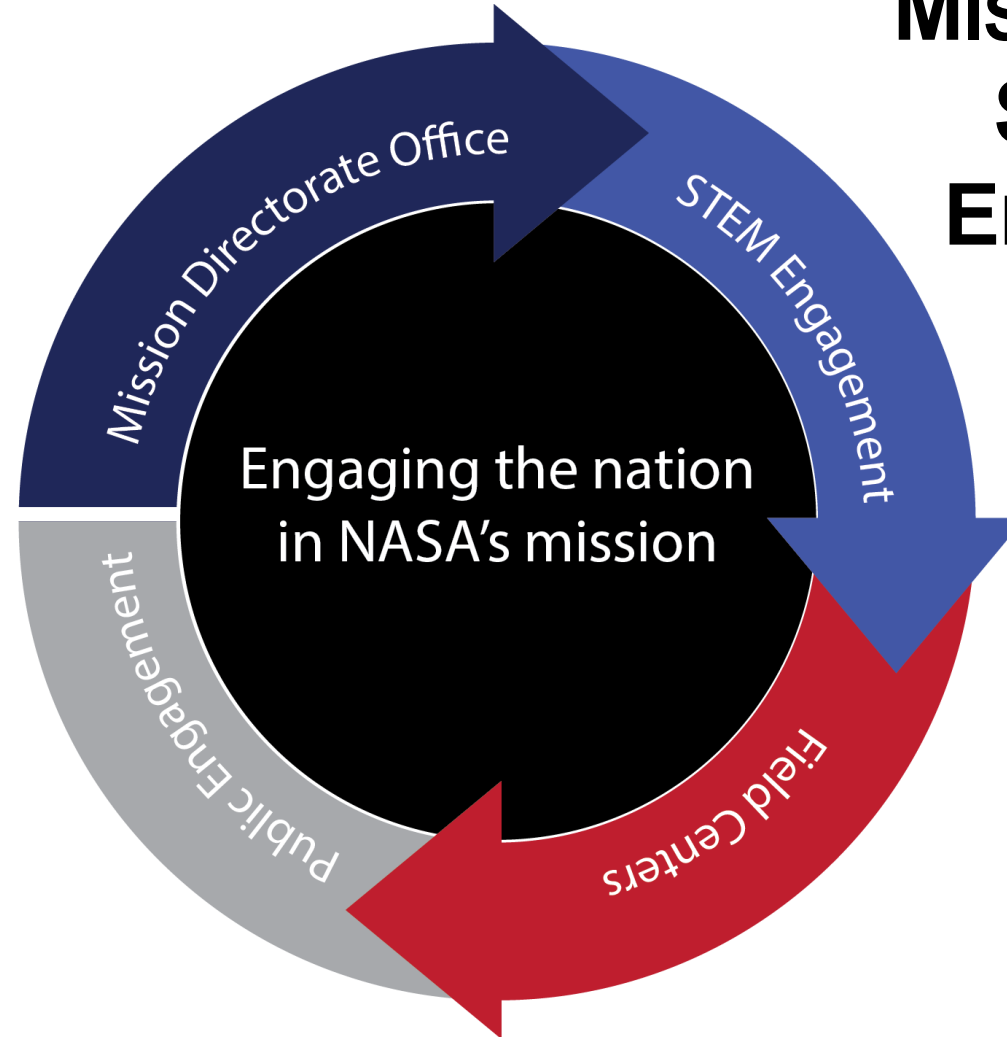 Mission Directorate Office
STEM Engagement
Field Centers
Public Engagement
Engaging the nation
in NASA's mission